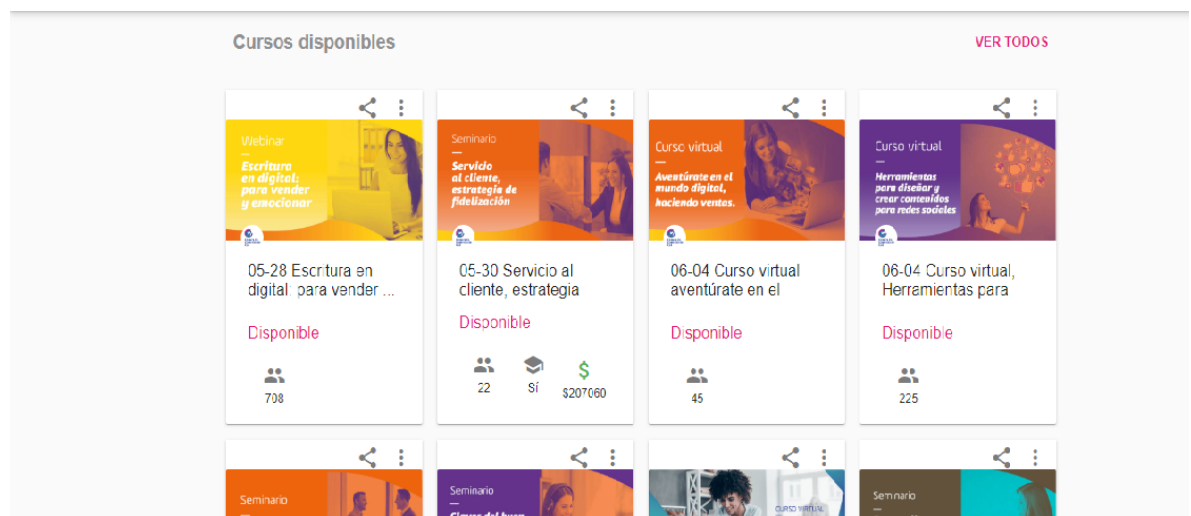 Cursos disponibles
VER TODOS
Webinar
Escritura
en digital:
para vender
y emocionar
05-28 Escritura en
digital: para vender ...
Disponible
708
Seminario
Servicio
al cliente,
estrategia de
fidelización
05-30 Servicio al
cliente, estrategia
Disponible
22
Sí
$
$207060
Curso virtual
Aventúrate en el
mundo digital,
haciendo ventas.
06-04 Curso virtual
aventúrate en el
Disponible
45
Curso virtual
Herramientas
para diseñar y
crear contenidos
para redes sociales
06-04 Curso virtual,
Herramientas para
Disponible
225
Seminario
Seminario
Claves del buen
CURSO VIRTUAL
Seminario